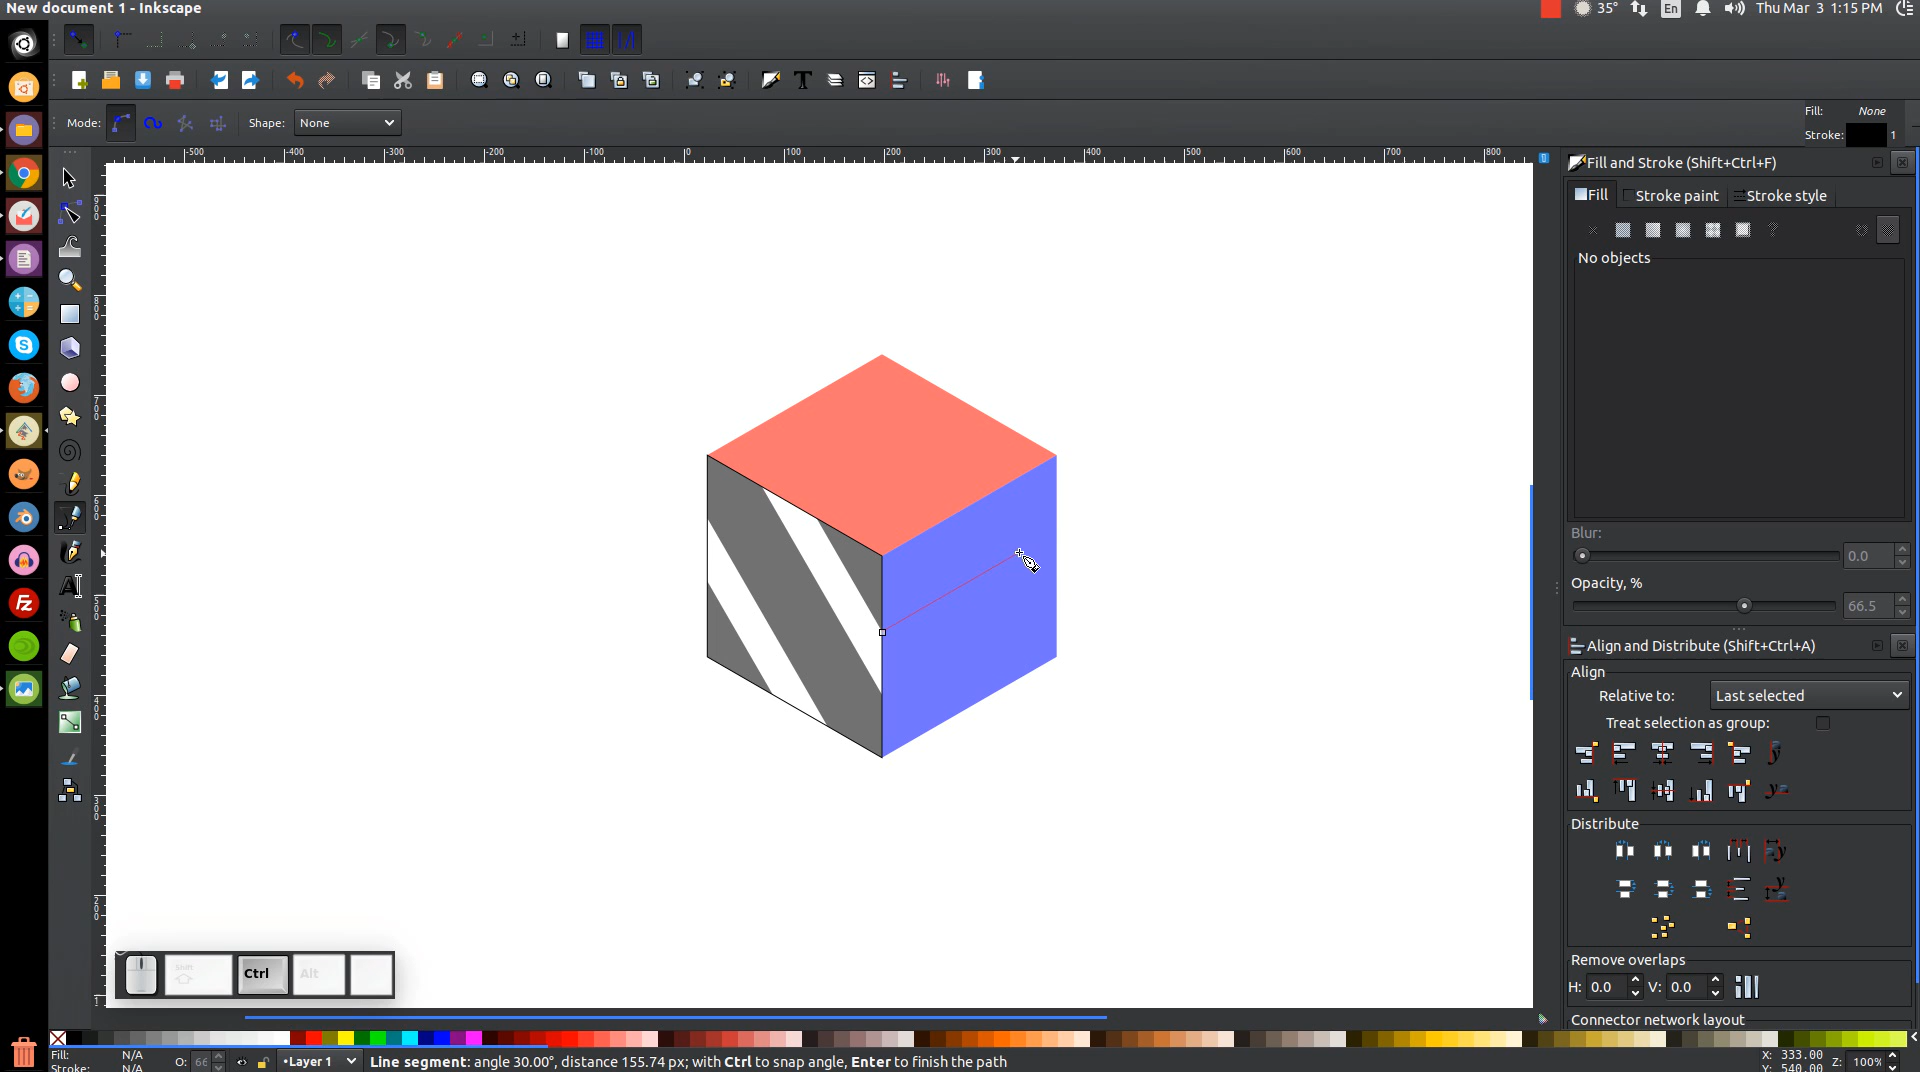 New document 1 - Inkscape
35° En Thu Mar 3 1:15 PM
Mode: Shape: None
Fill: None
Stroke: 1
-500 -400 -300 -200 -100 0 100 200 300 400 500 600 700 800
Fill and Stroke (Shift+Ctrl+F)
Fill Stroke paint Stroke style
No objects
Blur:
0.0
Opacity, %
66.5
Align and Distribute (Shift+Ctrl+A)
Align
Relative to: Last selected
Treat selection as group:
Distribute
Remove overlaps
H: 0.0 V: 0.0
Connector network layout
Shift Ctrl Alt
Fill: N/A
Stroke: N/A
O: 66 •Layer 1 Line segment: angle 30.00°, distance 155.74 px; with Ctrl to snap angle, Enter to finish the path
X: 333.00
Y: 540.00
Z: 100%